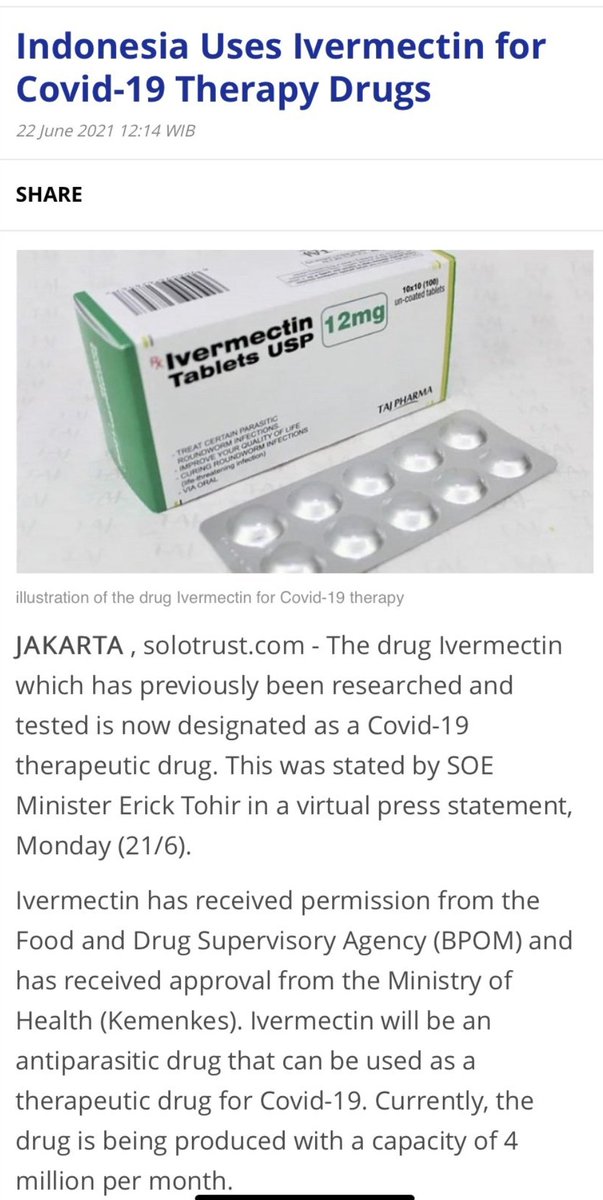 Indonesia Uses Ivermectin for
Covid-19 Therapy Drugs
22 June 2021 12:14 WIB
SHARE
10x10 (100)
un-coated tablets
Rx Ivermectin 12mg
Tablets USP
TAJ PHARMA
- TREAT CERTAIN PARASITIC
ROUNDWORM INFECTIONS
- IMPROVE YOUR QUALITY OF LIFE
- CURING ROUNDWORM INFECTIONS
(life-threatening infection)
- VIA ORAL
illustration of the drug Ivermectin for Covid-19 therapy
JAKARTA , solotrust.com - The drug Ivermectin
which has previously been researched and
tested is now designated as a Covid-19
therapeutic drug. This was stated by SOE
Minister Erick Tohir in a virtual press statement,
Monday (21/6).
Ivermectin has received permission from the
Food and Drug Supervisory Agency (BPOM) and
has received approval from the Ministry of
Health (Kemenkes). Ivermectin will be an
antiparasitic drug that can be used as a
therapeutic drug for Covid-19. Currently, the
drug is being produced with a capacity of 4
million per month.